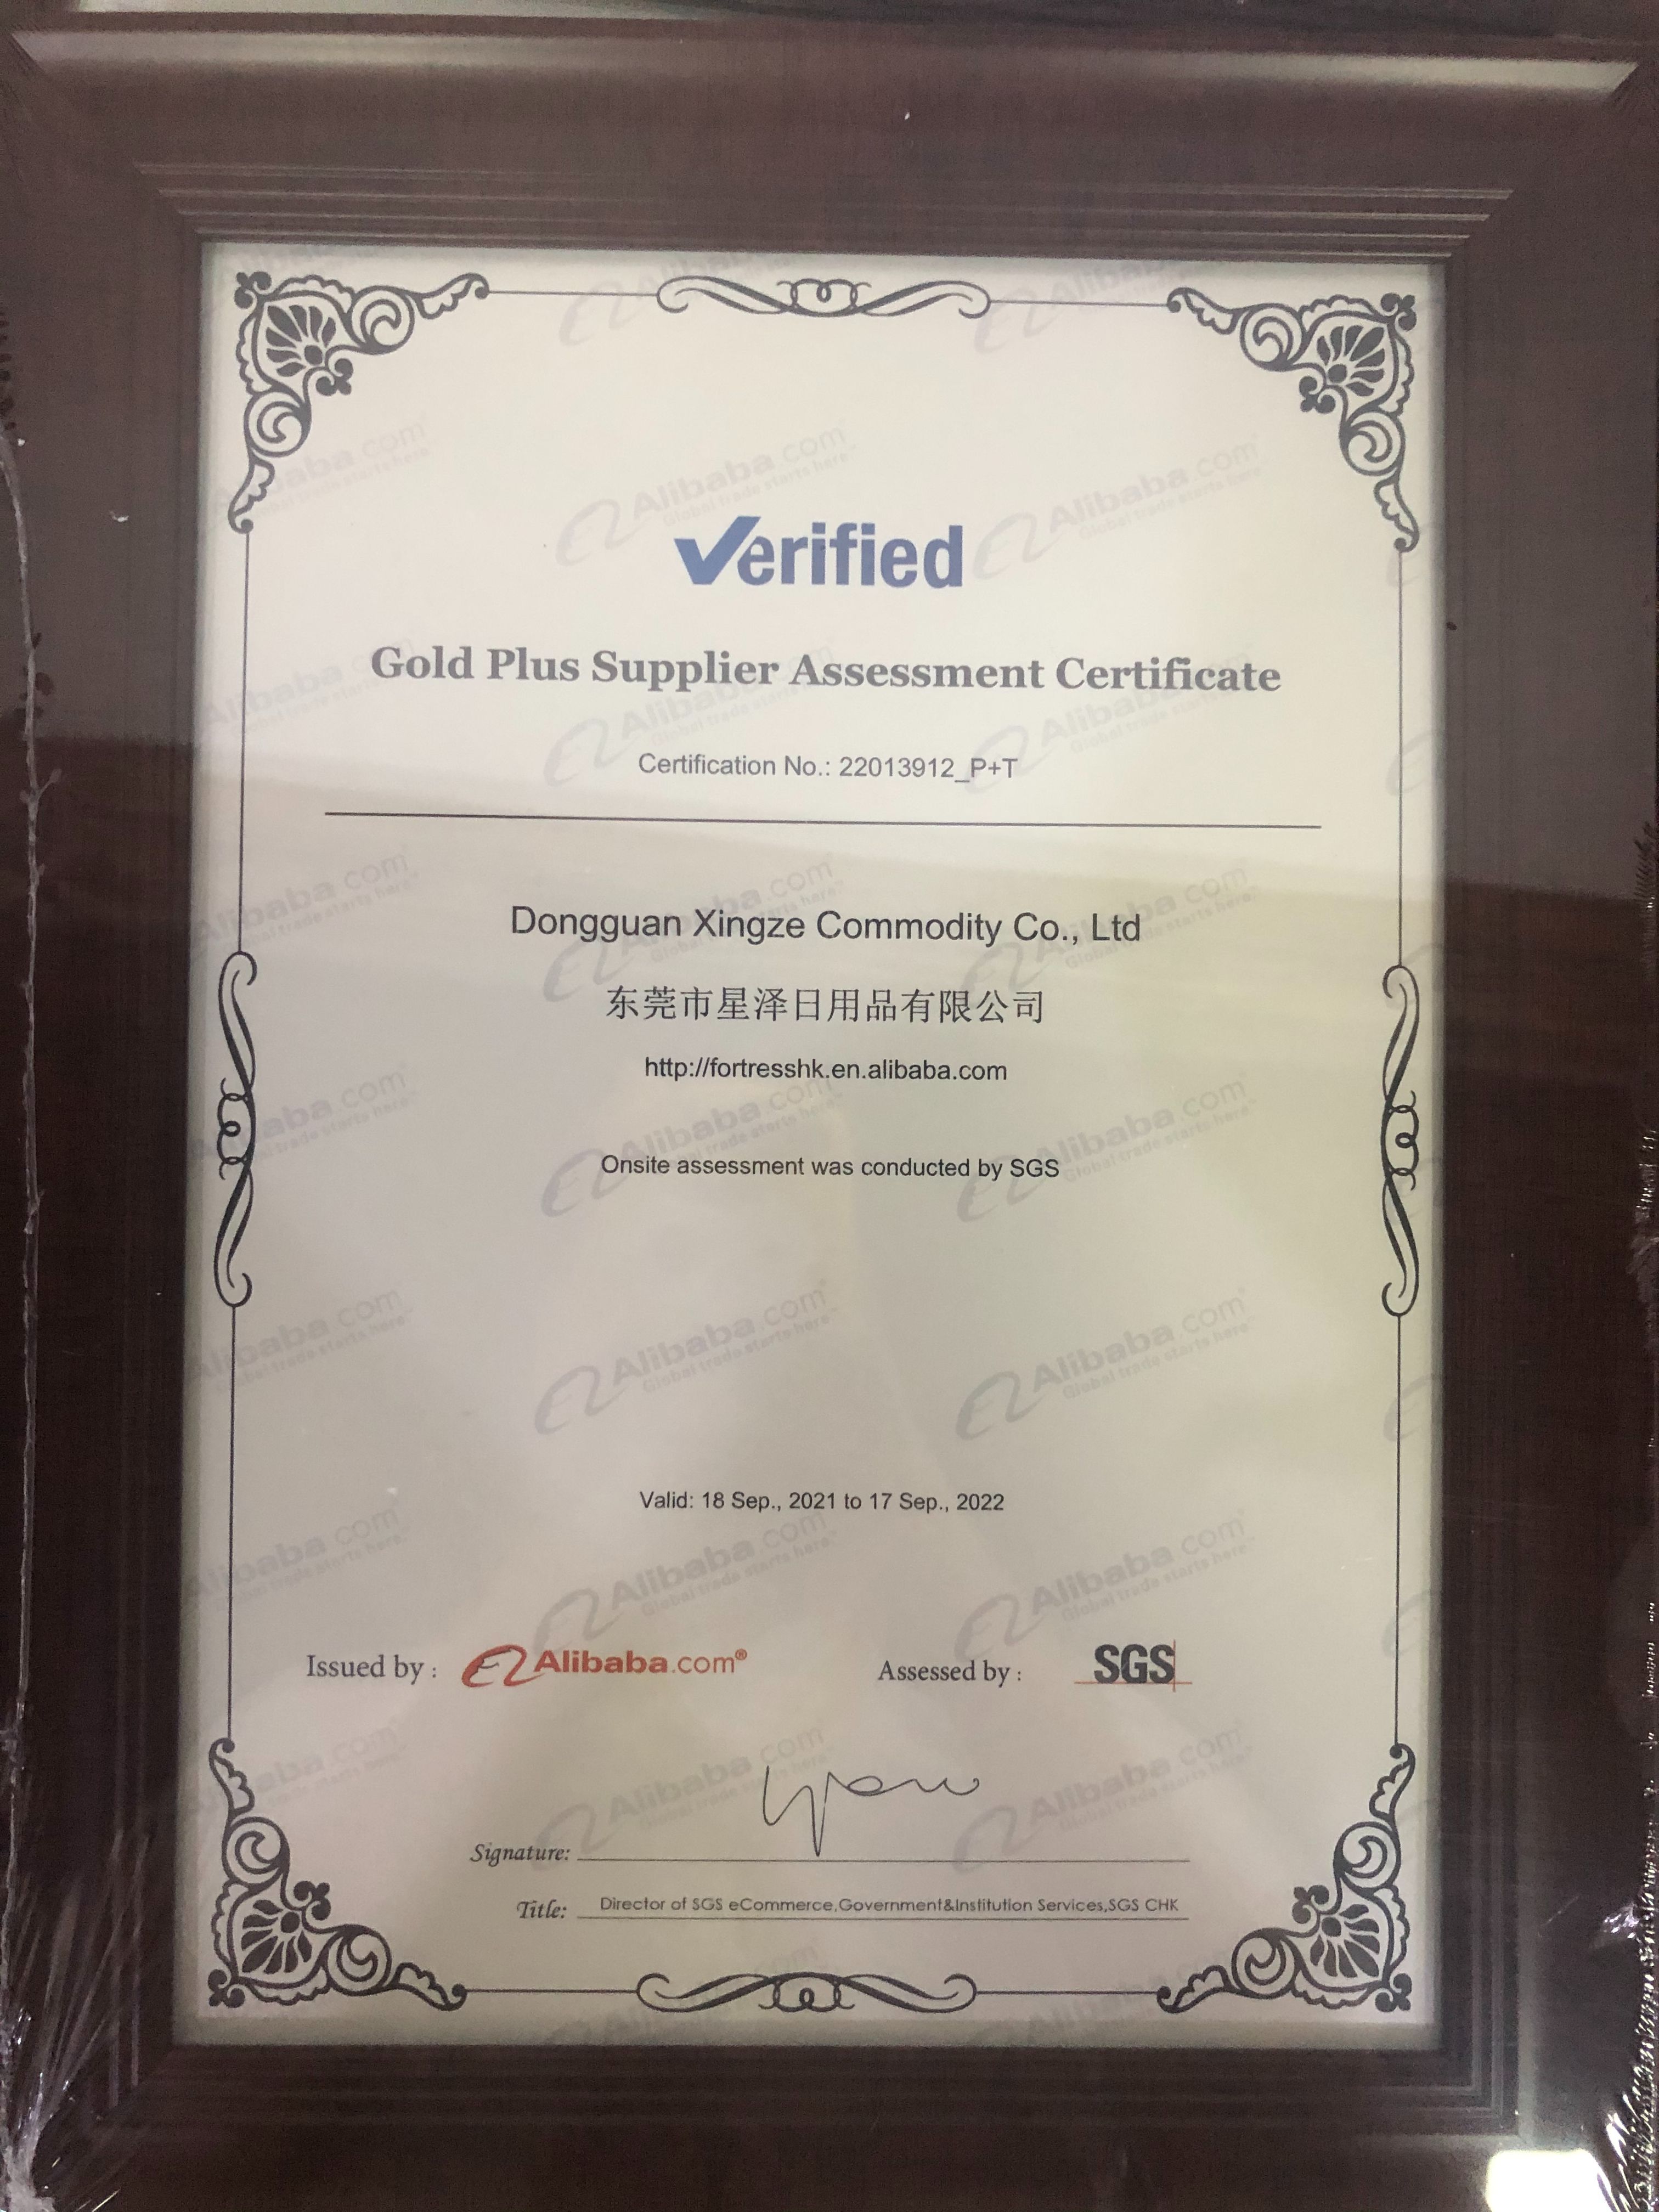 Verified
Gold Plus Supplier Assessment Certificate
Certification No.: 22013912_P+T
Dongguan Xingze Commodity Co., Ltd
东莞市星泽日用品有限公司
http://fortresshk.en.alibaba.com
Onsite assessment was conducted by SGS
Valid: 18 Sep., 2021 to 17 Sep., 2022
Issued by : Alibaba.com® Assessed by : SGS
Signature:
Title: Director of SGS eCommerce,Government&Institution Services,SGS CHK